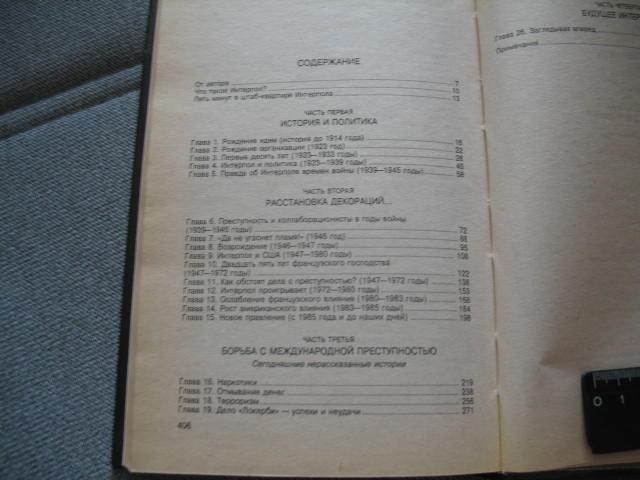 СОДЕРЖАНИЕ
От автора 7
Что такое Интерпол? 10
Пять минут в штаб-квартире Интерпола 13
ЧАСТЬ ПЕРВАЯ
ИСТОРИЯ И ПОЛИТИКА
Глава 1. Рождение идеи (история до 1914 года) 16
Глава 2. Рождение организации (1923 год) 22
Глава 3. Первые десять лет (1923—1933 годы) 28
Глава 4. Интерпол и политика (1923—1939 годы) 45
Глава 5. Правда об Интерполе времен войны (1939—1945 годы) 58
ЧАСТЬ ВТОРАЯ
РАССТАНОВКА ДЕКОРАЦИЙ...
Глава 6. Преступность и коллаборационисты в годы войны
(1939—1945 годы) 72
Глава 7. «Да не угаснет пламя!» (1945 год) 88
Глава 8. Возрождение (1946—1947 годы) 95
Глава 9. Интерпол и США (1947—1960 годы) 108
Глава 10. Двадцать пять лет французского господства
(1947—1972 годы) 122
Глава 11. Как обстоят дела с преступностью? (1947—1972 годы) 138
Глава 12. Интерпол проигрывает (1972—1980 годы) 153
Глава 13. Ослабление французского влияния (1980—1983 годы) 168
Глава 14. Рост американского влияния (1983—1985 годы) 184
Глава 15. Новое правление (с 1985 года и до наших дней) 198
ЧАСТЬ ТРЕТЬЯ
БОРЬБА С МЕЖДУНАРОДНОЙ ПРЕСТУПНОСТЬЮ
Сегодняшние нерассказанные истории
Глава 16. Наркотики 219
Глава 17. Отмывание денег 238
Глава 18. Терроризм 256
Глава 19. Дело «Локерби» — успехи и неудачи 271
406
ЧАСТЬ ЧЕТВЕРТ
БУДУЩЕЕ ИНТЕРП
Глава 26. Заглядывая вперед
Примечания
0 1